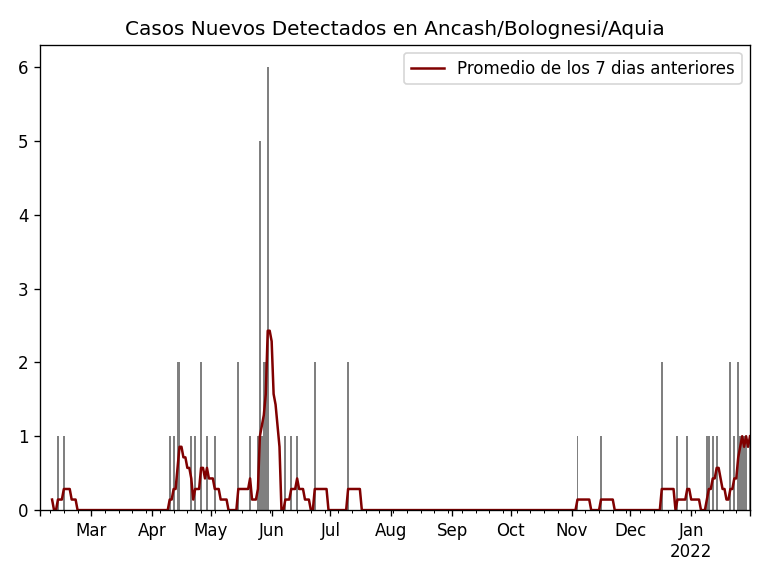 Casos Nuevos Detectados en Ancash/Bolognesi/Aquia
Promedio de los 7 dias anteriores
6
5
4
3
2
1
0
Mar Apr May Jun Jul Aug Sep Oct Nov Dec Jan
2022